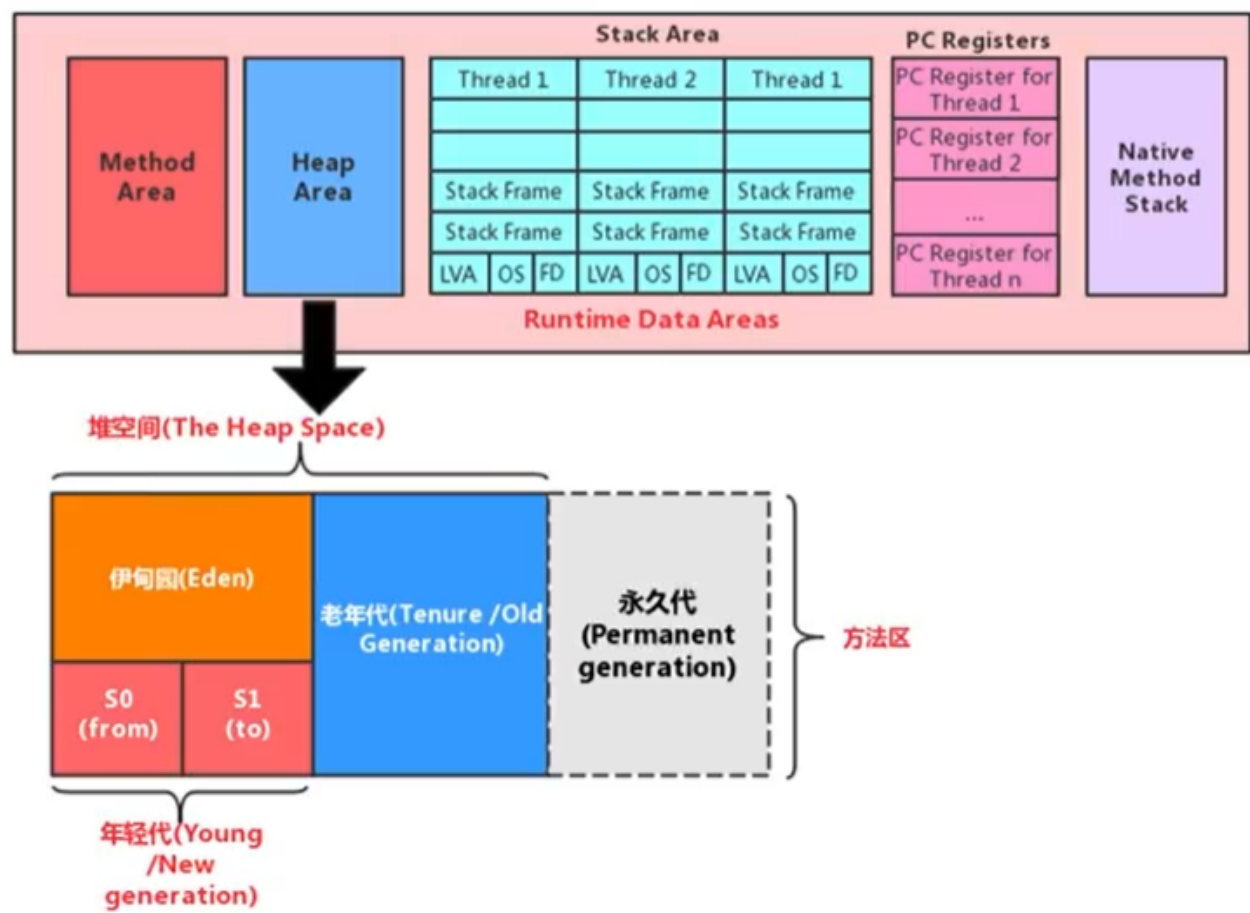 Stack Area
PC Registers
Method
Area
Heap
Area
Thread 1
Thread 2
Thread 1
Stack Frame
Stack Frame
Stack Frame
Stack Frame
Stack Frame
Stack Frame
LVA
OS
FD
LVA
OS
FD
LVA
OS
FD
PC Register for
Thread 1
PC Register for
Thread 2
...
PC Register for
Thread n
Native
Method
Stack
Runtime Data Areas
堆空间(The Heap Space)
伊甸园(Eden)
S0
(from)
S1
(to)
老年代(Tenure /Old
Generation)
永久代
(Permanent
generation)
方法区
年轻代(Young
/New
generation)